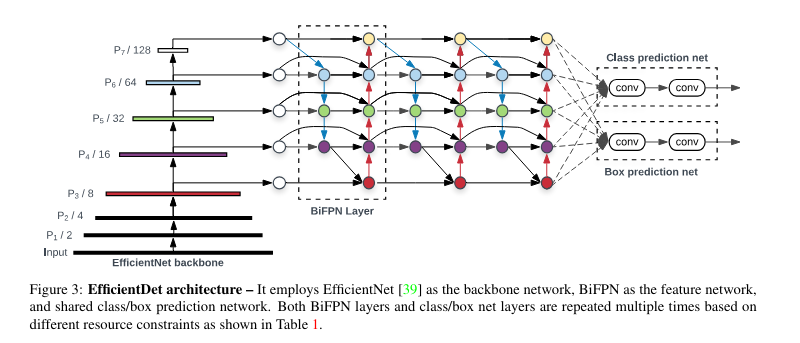 P7 / 128
P6 / 64
P5 / 32
P4 / 16
P3 / 8
P2 / 4
P1 / 2
Input
EfficientNet backbone
BiFPN Layer
Class prediction net
conv conv
conv conv
Box prediction net
Figure 3: EfficientDet architecture – It employs EfficientNet [39] as the backbone network, BiFPN as the feature network,
and shared class/box prediction network. Both BiFPN layers and class/box net layers are repeated multiple times based on
different resource constraints as shown in Table 1.